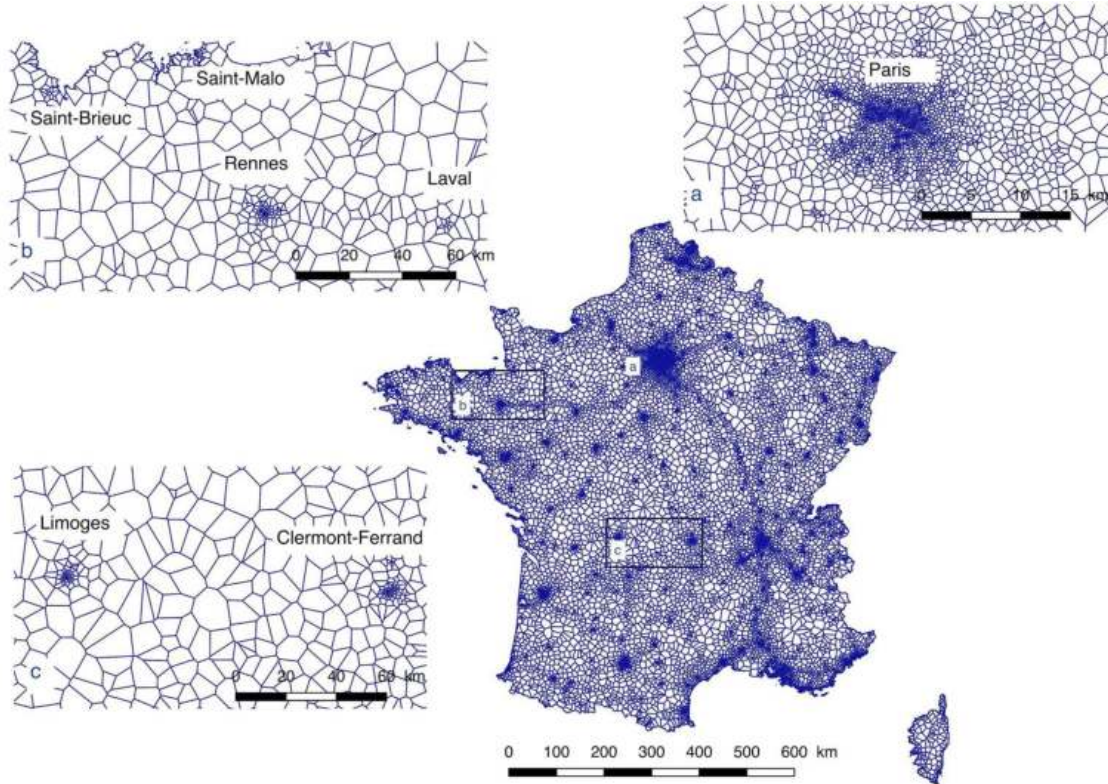 Saint-Malo
Saint-Brieuc
Rennes
Laval
b
0 20 40 60 km
Paris
a
0 5 10 15 km
a
b
c
Limoges
Clermont-Ferrand
c
0 20 40 60 km
0 100 200 300 400 500 600 km